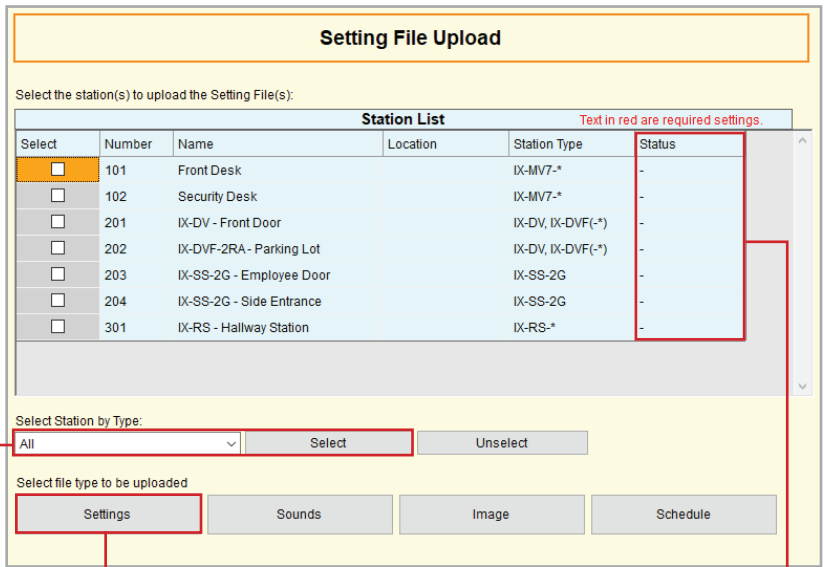 Setting File Upload
Select the station(s) to upload the Setting File(s):
Station List Text in red are required settings.
Select Number Name Location Station Type Status
101 Front Desk IX-MV7-* -
102 Security Desk IX-MV7-* -
201 IX-DV - Front Door IX-DV, IX-DVF(-*) -
202 IX-DVF-2RA - Parking Lot IX-DV, IX-DVF(-*) -
203 IX-SS-2G - Employee Door IX-SS-2G -
204 IX-SS-2G - Side Entrance IX-SS-2G -
301 IX-RS - Hallway Station IX-RS-* -
Select Station by Type:
All Select Unselect
Select file type to be uploaded
Settings Sounds Image Schedule